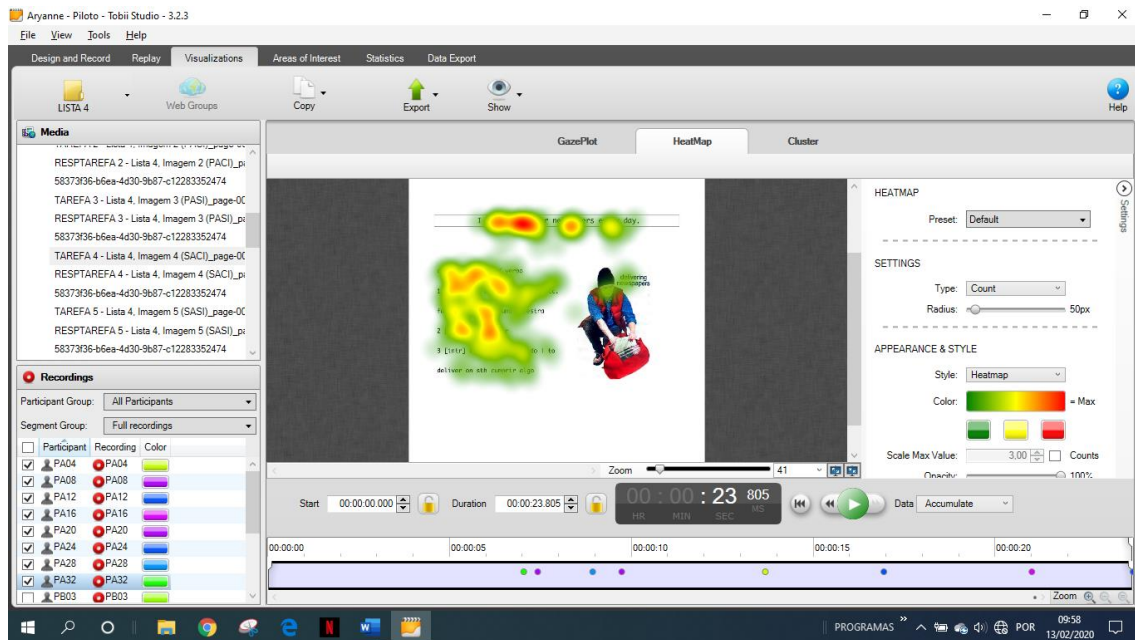 Aryanne - Piloto - Tobii Studio - 3.2.3
File View Tools Help
Design and Record Replay Visualizations Areas of Interest Statistics Data Export
LISTA 4 Web Groups Copy Export Show Help
Media
RESPTAREFA 2 - Lista 4, Imagem 2 (PACI)_pa
58373f36-b6ea-4d30-9b87-c12283352474
TAREFA 3 - Lista 4, Imagem 3 (PASI)_page-00
RESPTAREFA 3 - Lista 4, Imagem 3 (PASI)_pa
58373f36-b6ea-4d30-9b87-c12283352474
TAREFA 4 - Lista 4, Imagem 4 (SACI)_page-00
RESPTAREFA 4 - Lista 4, Imagem 4 (SACI)_pa
58373f36-b6ea-4d30-9b87-c12283352474
TAREFA 5 - Lista 4, Imagem 5 (SASI)_page-00
RESPTAREFA 5 - Lista 4, Imagem 5 (SASI)_pa
58373f36-b6ea-4d30-9b87-c12283352474
Recordings
Participant Group: All Participants
Segment Group: Full recordings
Participant Recording Color
PA04 PA04
PA08 PA08
PA12 PA12
PA16 PA16
PA20 PA20
PA24 PA24
PA28 PA28
PA32 PA32
PB03 PB03
GazePlot HeatMap Cluster
day.
delivering
newspapers
3 [intr]
deliver on sth cumprir algo
HEATMAP
Preset: Default
SETTINGS
Type: Count
Radius: 50px
APPEARANCE & STYLE
Style: Heatmap
Color: = Max
Scale Max Value: 3,00 Counts
Opacity: 100%
Settings
Zoom 41
Start 00:00:00.000 Duration 00:00:23.805 00 : 00 : 23 805 Data Accumulate
HR MIN SEC MS
00:00:00 00:00:05 00:00:10 00:00:15 00:00:20
Zoom
PROGRAMAS » POR 09:58
13/02/2020